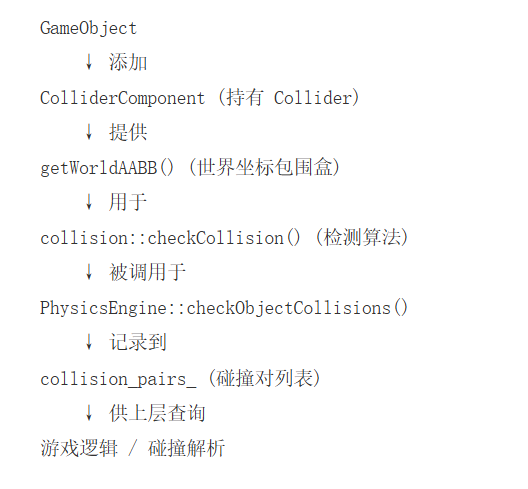 GameObject
↓ 添加
ColliderComponent (持有 Collider)
↓ 提供
getWorldAABB() (世界坐标包围盒)
↓ 用于
collision::checkCollision() (检测算法)
↓ 被调用于
PhysicsEngine::checkObjectCollisions()
↓ 记录到
collision_pairs_ (碰撞对列表)
↓ 供上层查询
游戏逻辑 / 碰撞解析